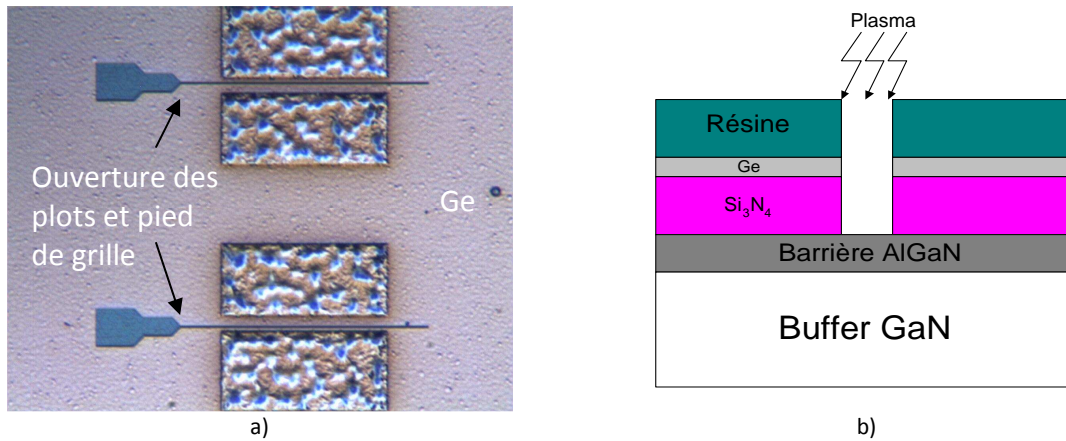 Ouverture des
plots et pied
de grille
Ge
a)
Plasma
Résine
Ge
Si₃N₄
Barrière AlGaN
Buffer GaN
b)